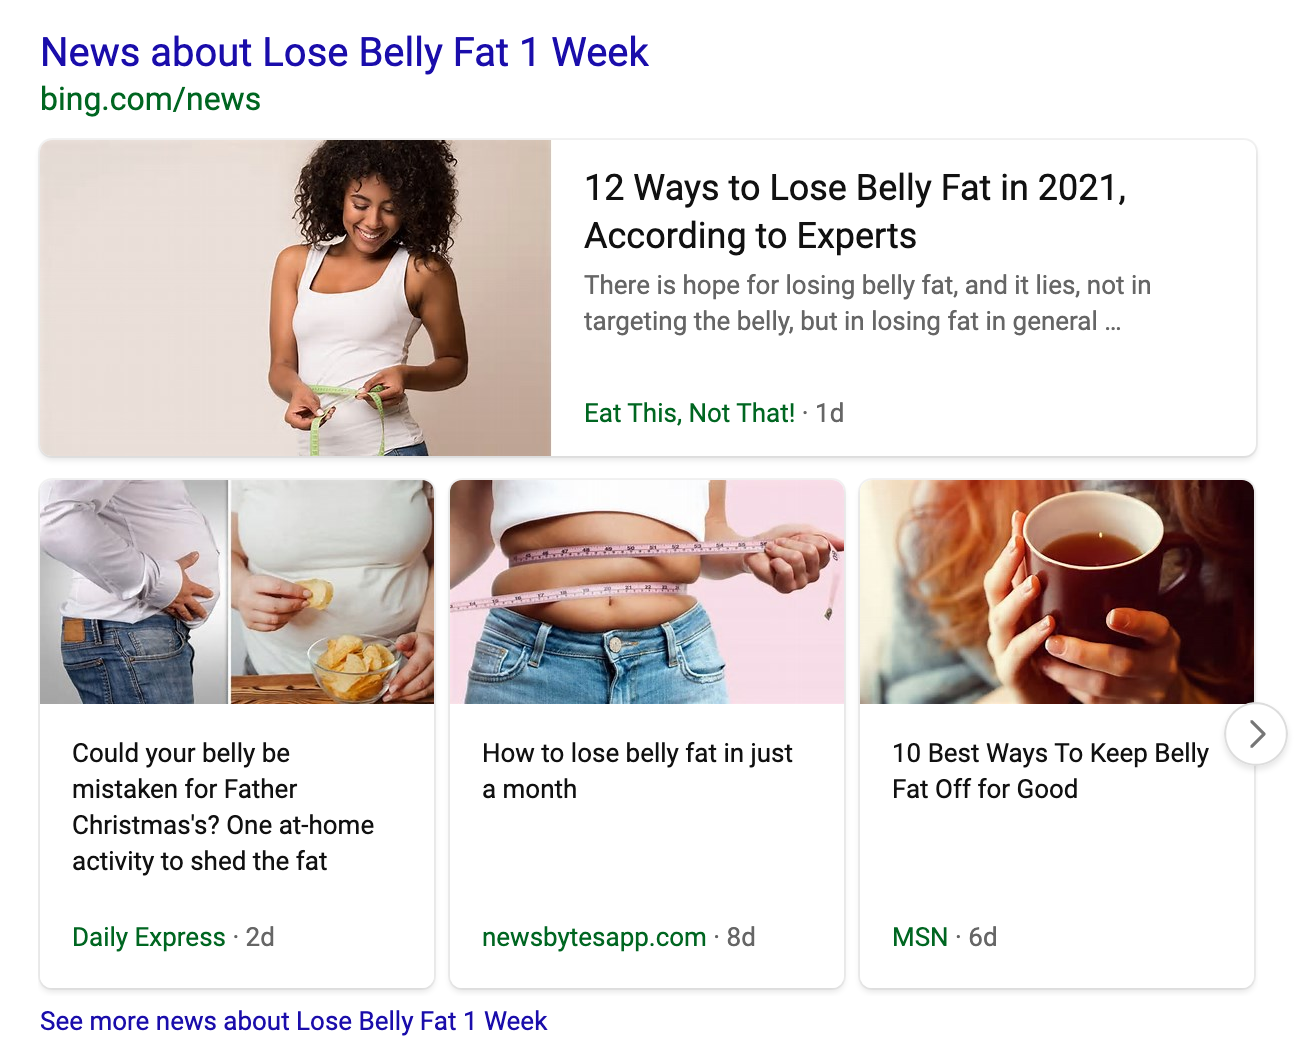 News about Lose Belly Fat 1 Week
bing.com/news
12 Ways to Lose Belly Fat in 2021,
According to Experts
There is hope for losing belly fat, and it lies, not in
targeting the belly, but in losing fat in general ...
Eat This, Not That! · 1d
Could your belly be
mistaken for Father
Christmas's? One at-home
activity to shed the fat
Daily Express · 2d
How to lose belly fat in just
a month
newsbytesapp.com · 8d
10 Best Ways To Keep Belly
Fat Off for Good
MSN · 6d
See more news about Lose Belly Fat 1 Week